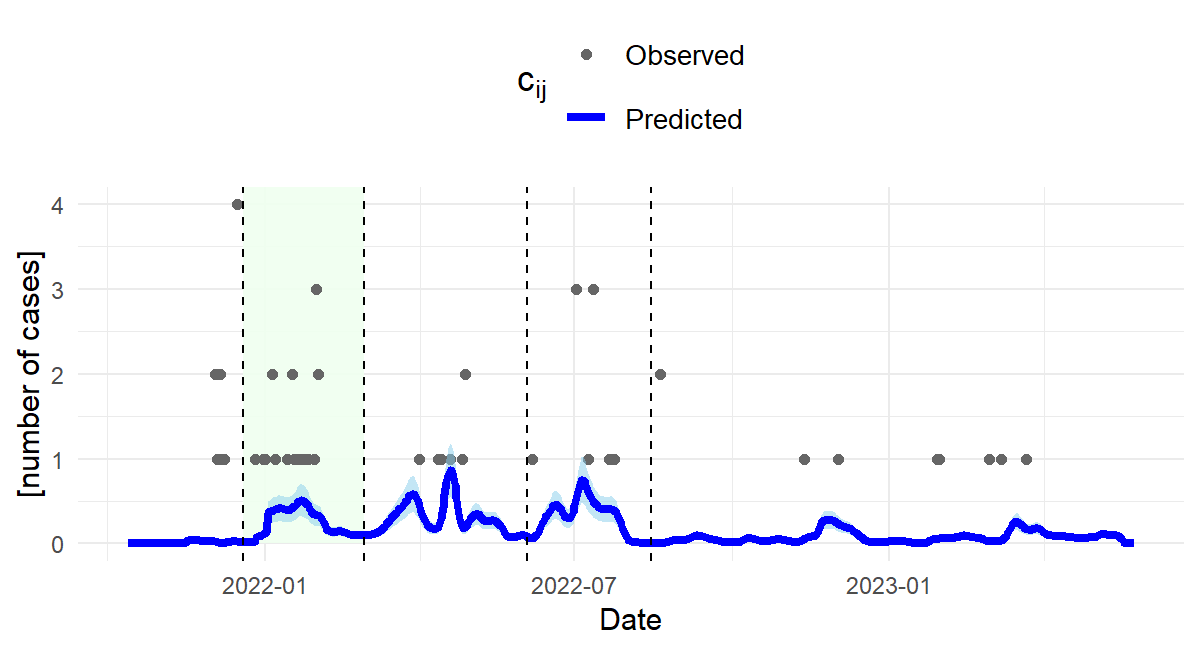 Observed
c_ij
Predicted
[number of cases]
4
3
2
1
0
2022-01 2022-07 2023-01
Date